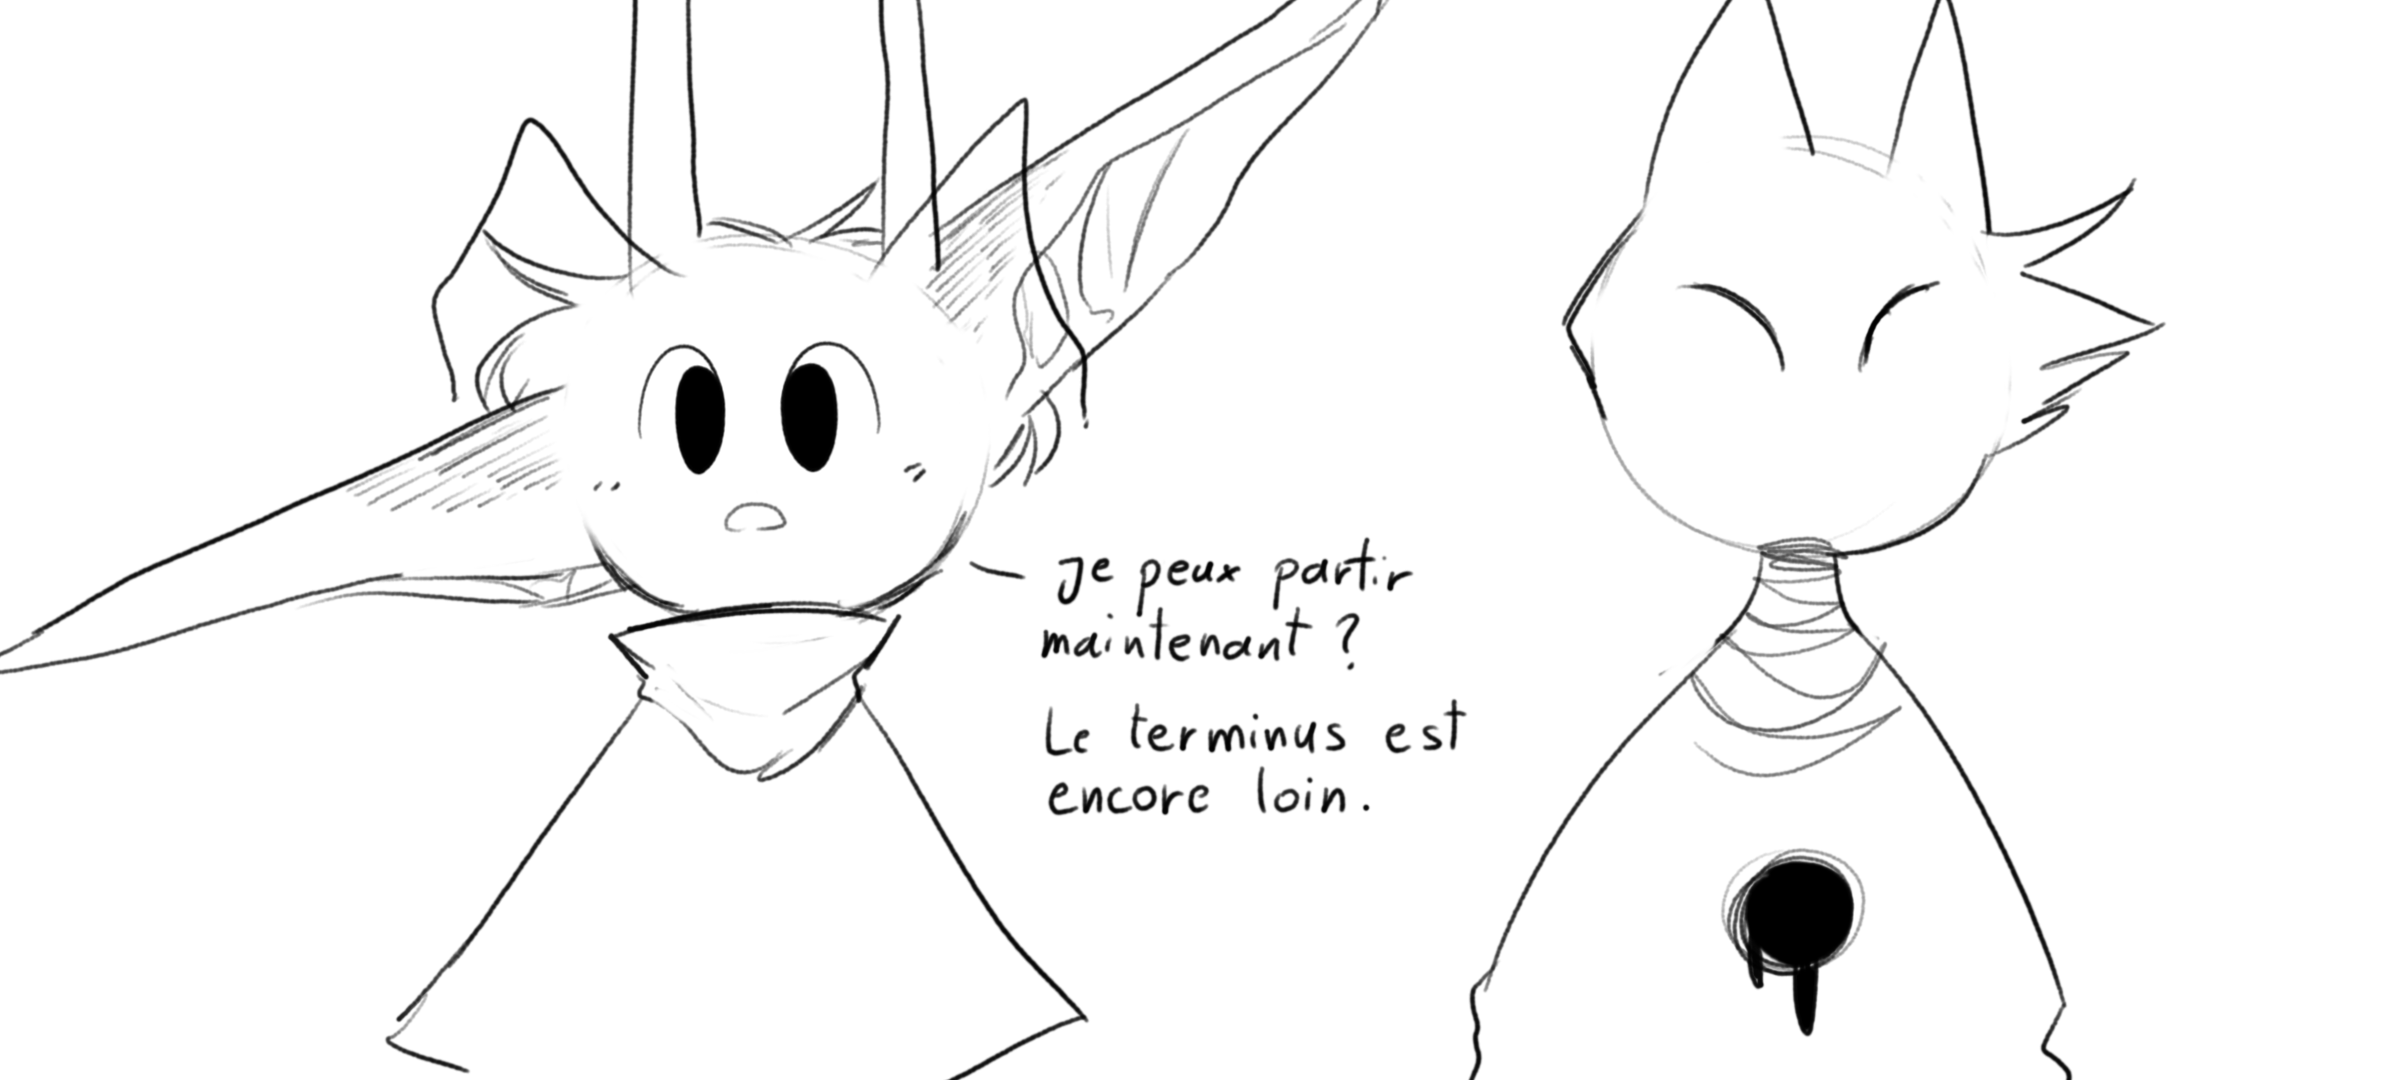 Je peux partir
maintenant ?
Le terminus est
encore loin.